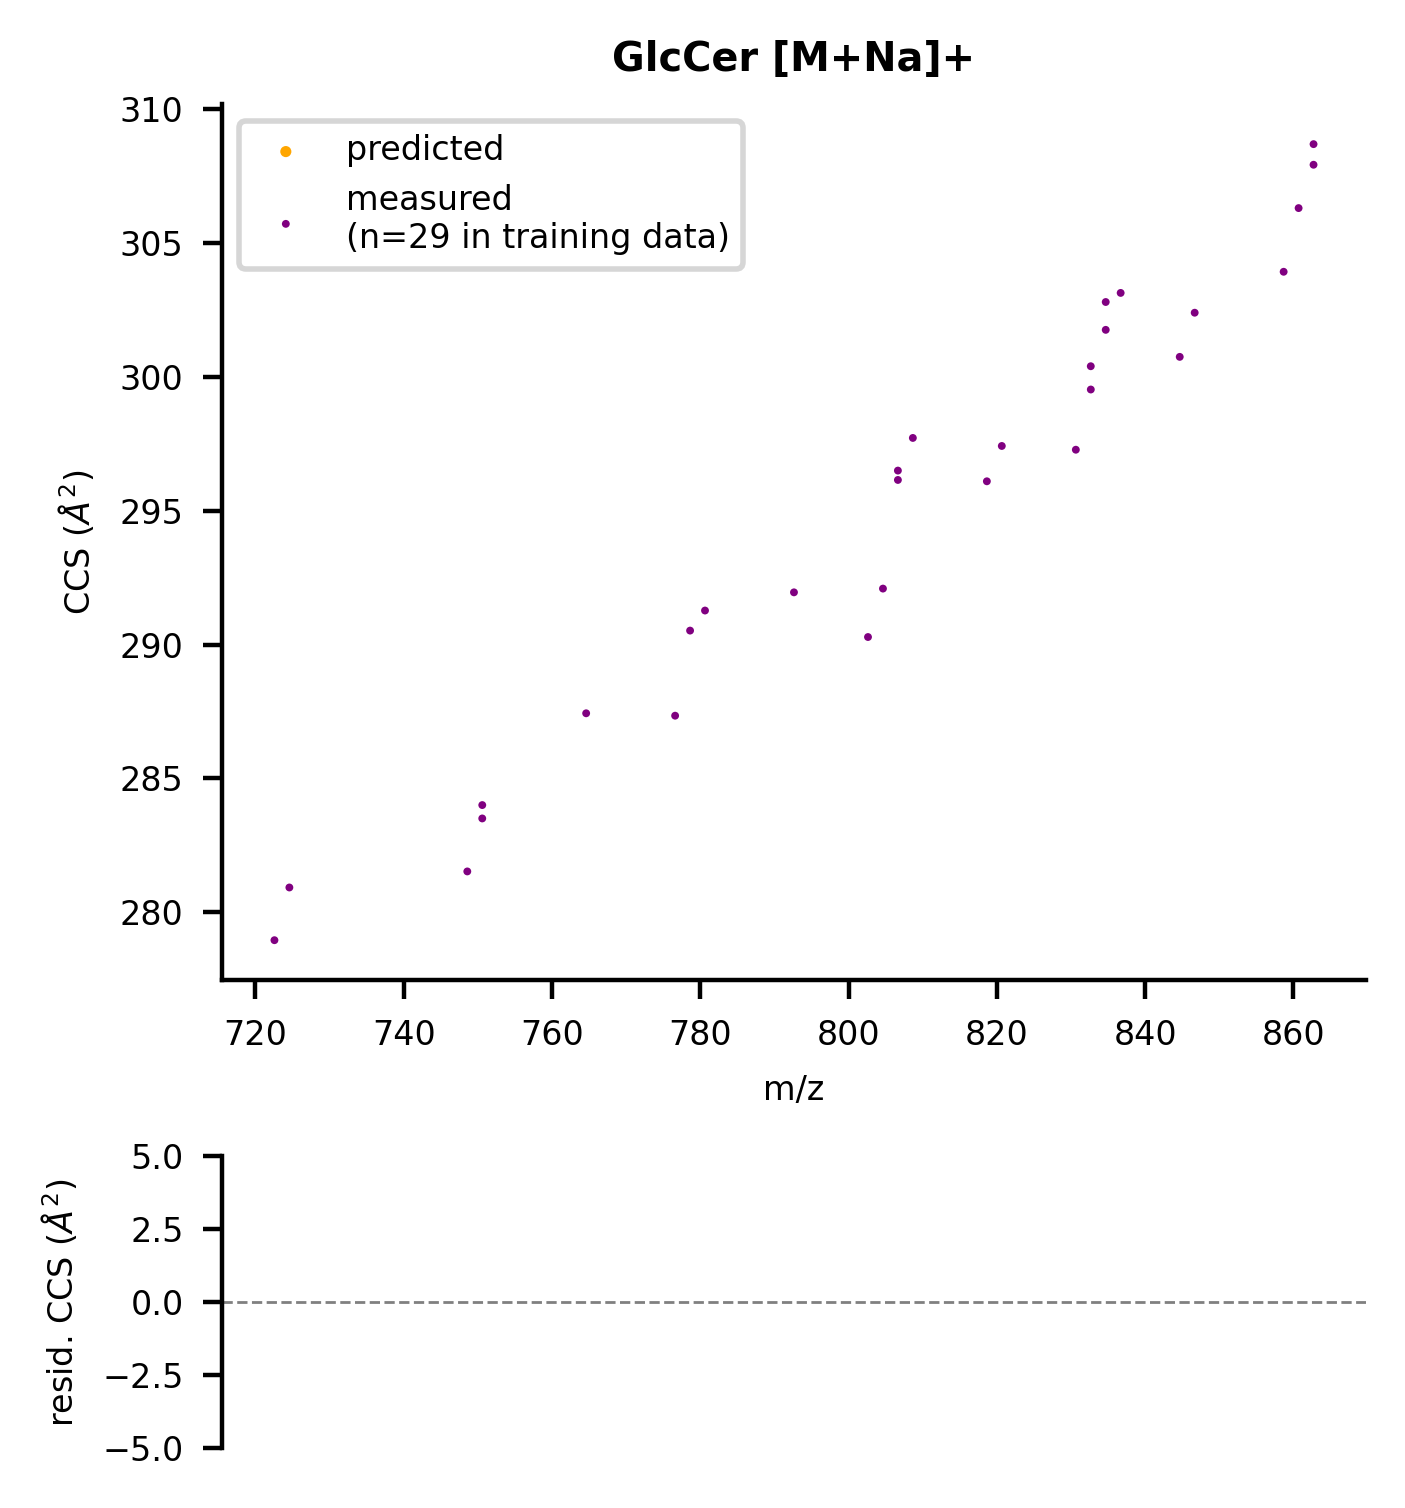 GlcCer [M+Na]+
310
305
300
295
290
285
280
CCS (Å²)
predicted
measured
(n=29 in training data)
720 740 760 780 800 820 840 860
m/z
5.0
2.5
0.0
−2.5
−5.0
resid. CCS (Å²)